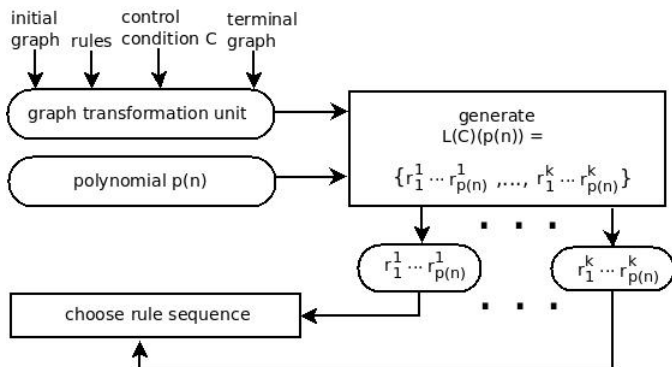 initial graph
rules
control condition C
terminal graph
graph transformation unit
polynomial p(n)
generate
L(C)(p(n)) =
{r₁¹ ··· r¹ₚ₍ₙ₎ ,..., r₁ᵏ ··· rᵏₚ₍ₙ₎}
r₁¹ ··· r¹ₚ₍ₙ₎
r₁ᵏ ··· rᵏₚ₍ₙ₎
choose rule sequence